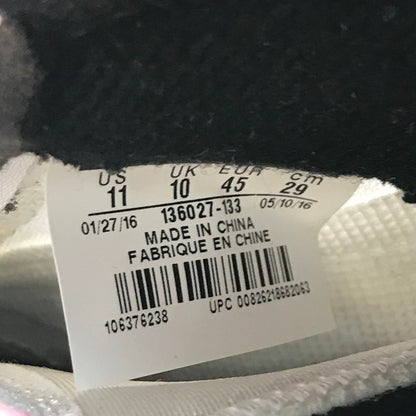 US UK EUR cm
11 10 45 29
01/27/16 136027-133 05/10/16
MADE IN CHINA
FABRIQUE EN CHINE
106376238 UPC 00826218682063